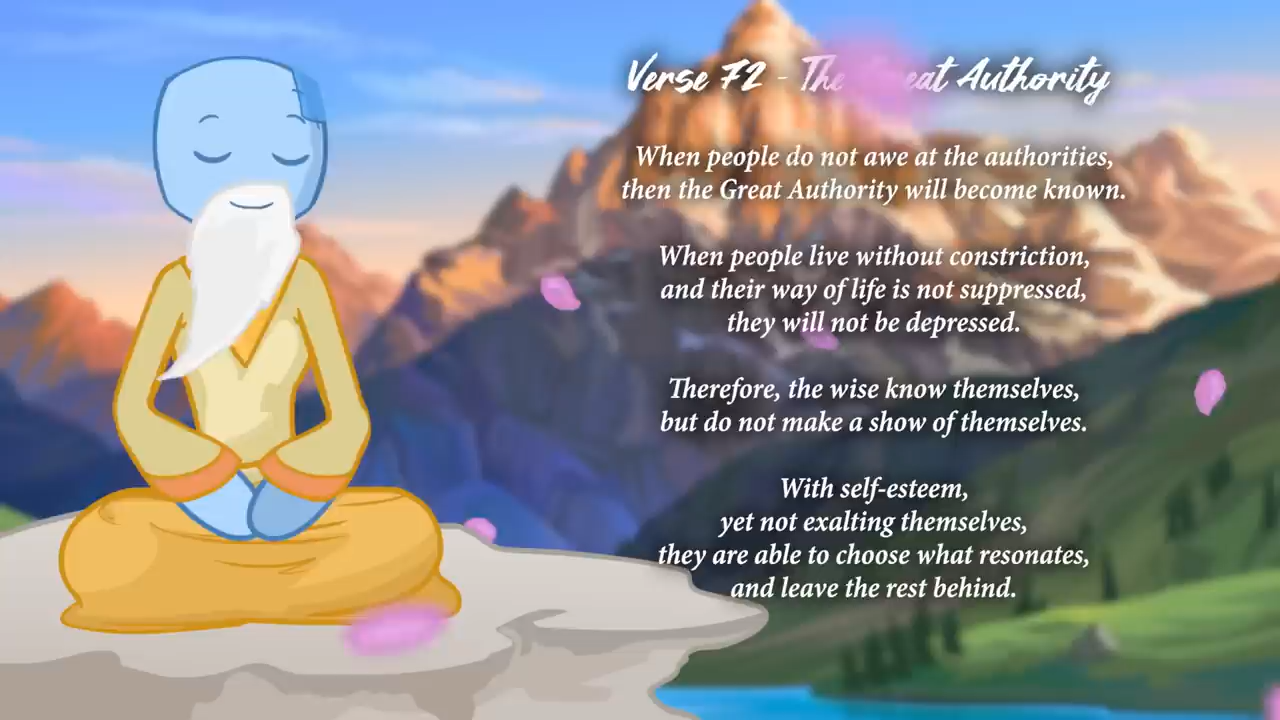 Verse 72 - The Great Authority
When people do not awe at the authorities,
then the Great Authority will become known.
When people live without constriction,
and their way of life is not suppressed,
they will not be depressed.
Therefore, the wise know themselves,
but do not make a show of themselves.
With self-esteem,
yet not exalting themselves,
they are able to choose what resonates,
and leave the rest behind.